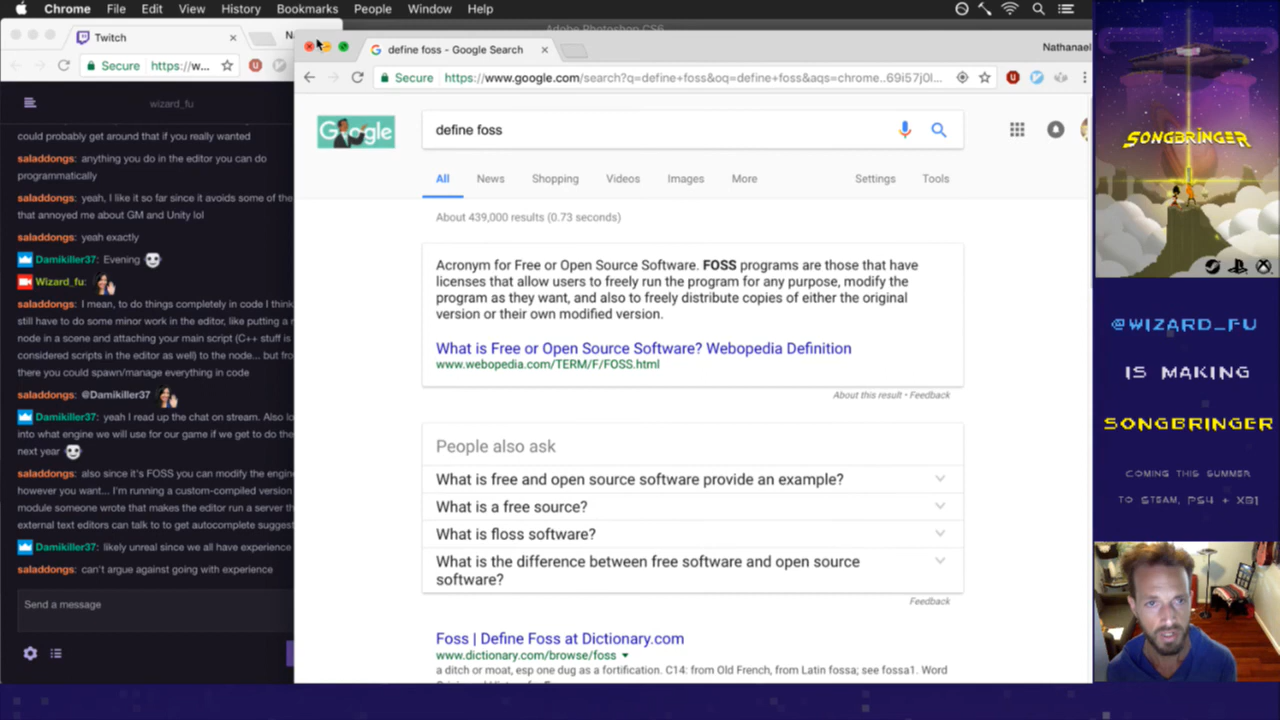 Chrome File Edit View History Bookmarks People Window Help
Adobe Photoshop CS6
Twitch
Secure https://w...
wizard_fu
could probably get around that if you really wanted
saladdongs: anything you do in the editor you can do
programmatically
saladdongs: yeah, I like it so far since it avoids some of the
that annoyed me about GM and Unity lol
saladdongs: yeah exactly
Damikiller37: Evening
Wizard_fu:
saladdongs: I mean, to do things completely in code I think
still have to do some minor work in the editor, like putting a
node in a scene and attaching your main script (C++ stuff is
considered scripts in the editor as well) to the node... but
there you could spawn/manage everything in code
saladdongs: @Damikiller37
Damikiller37: yeah I read up the chat on stream. Also
into what engine we will use for our game if we get to do the
next year
saladdongs: also since it's FOSS you can modify the
however you want... I'm running a custom-compiled version
module someone wrote that makes the editor run a server
external text editors can talk to to get autocomplete
Damikiller37: likely unreal since we all have experience
saladdongs: can't argue against going with experience
Send a message
define foss - Google Search
Nathanael
Secure https://www.google.com/search?q=define+foss&oq=define+foss&aqs=chrome..69i57j0l...
Google
define foss
All News Shopping Videos Images More Settings Tools
About 439,000 results (0.73 seconds)
Acronym for Free or Open Source Software. FOSS programs are those that have
licenses that allow users to freely run the program for any purpose, modify the
program as they want, and also to freely distribute copies of either the original
version or their own modified version.
What is Free or Open Source Software? Webopedia Definition
www.webopedia.com/TERM/F/FOSS.html
About this result • Feedback
People also ask
What is free and open source software provide an example?
What is a free source?
What is floss software?
What is the difference between free software and open source
software?
Feedback
Foss | Define Foss at Dictionary.com
www.dictionary.com/browse/foss
a ditch or moat, esp one dug as a fortification. C14: from Old French, from Latin fossa; see fossa1. Word
SONGBRINGER
@WIZARD_FU
IS MAKING
SONGBRINGER
COMING THIS SUMMER
TO STEAM, PS4 + XB1